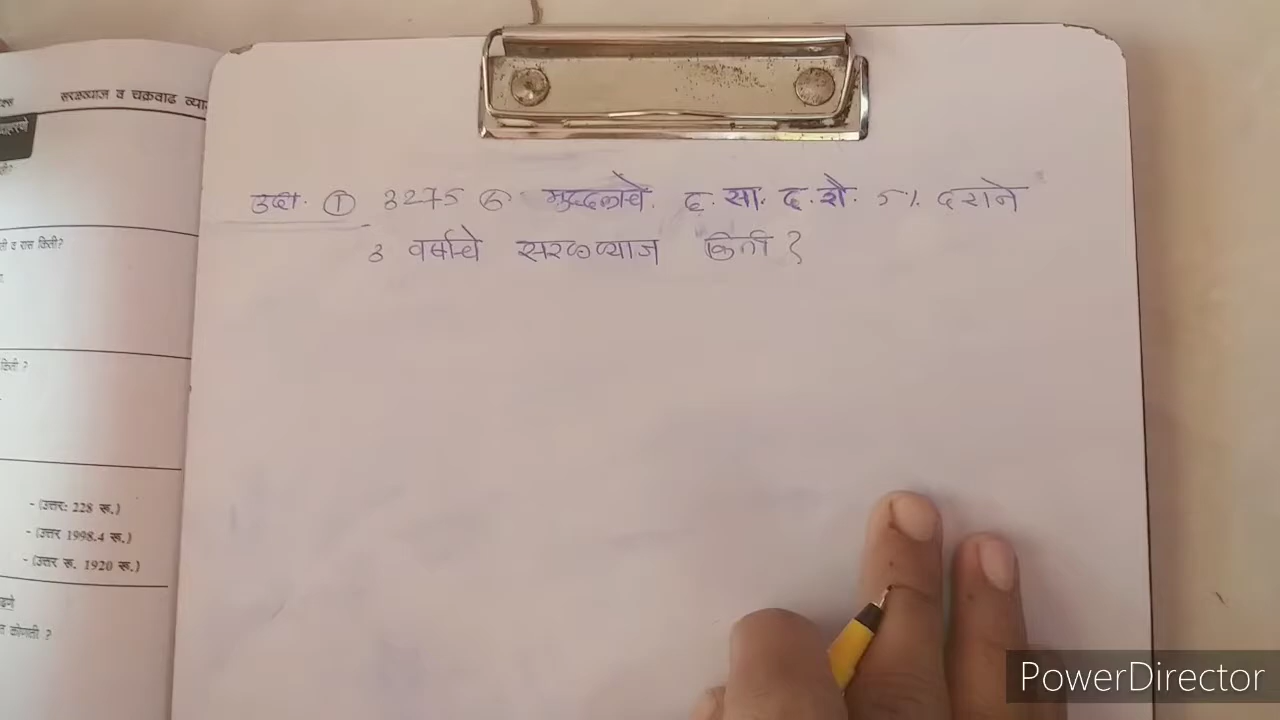 सरळव्याज व चक्रवाढ व्या
ती व रास किती?
किती ?
- (उत्तर: 228 रू.)
- (उत्तर 1998.4 रू.)
- (उत्तर रू. 1920 रू.)
त कोणती ?
उदा. ① 3275 रु. मुद्दलाचे. द. सा. द. शे. 5% दराने
3 वर्षाचे सरळव्याज किती ?
PowerDirector